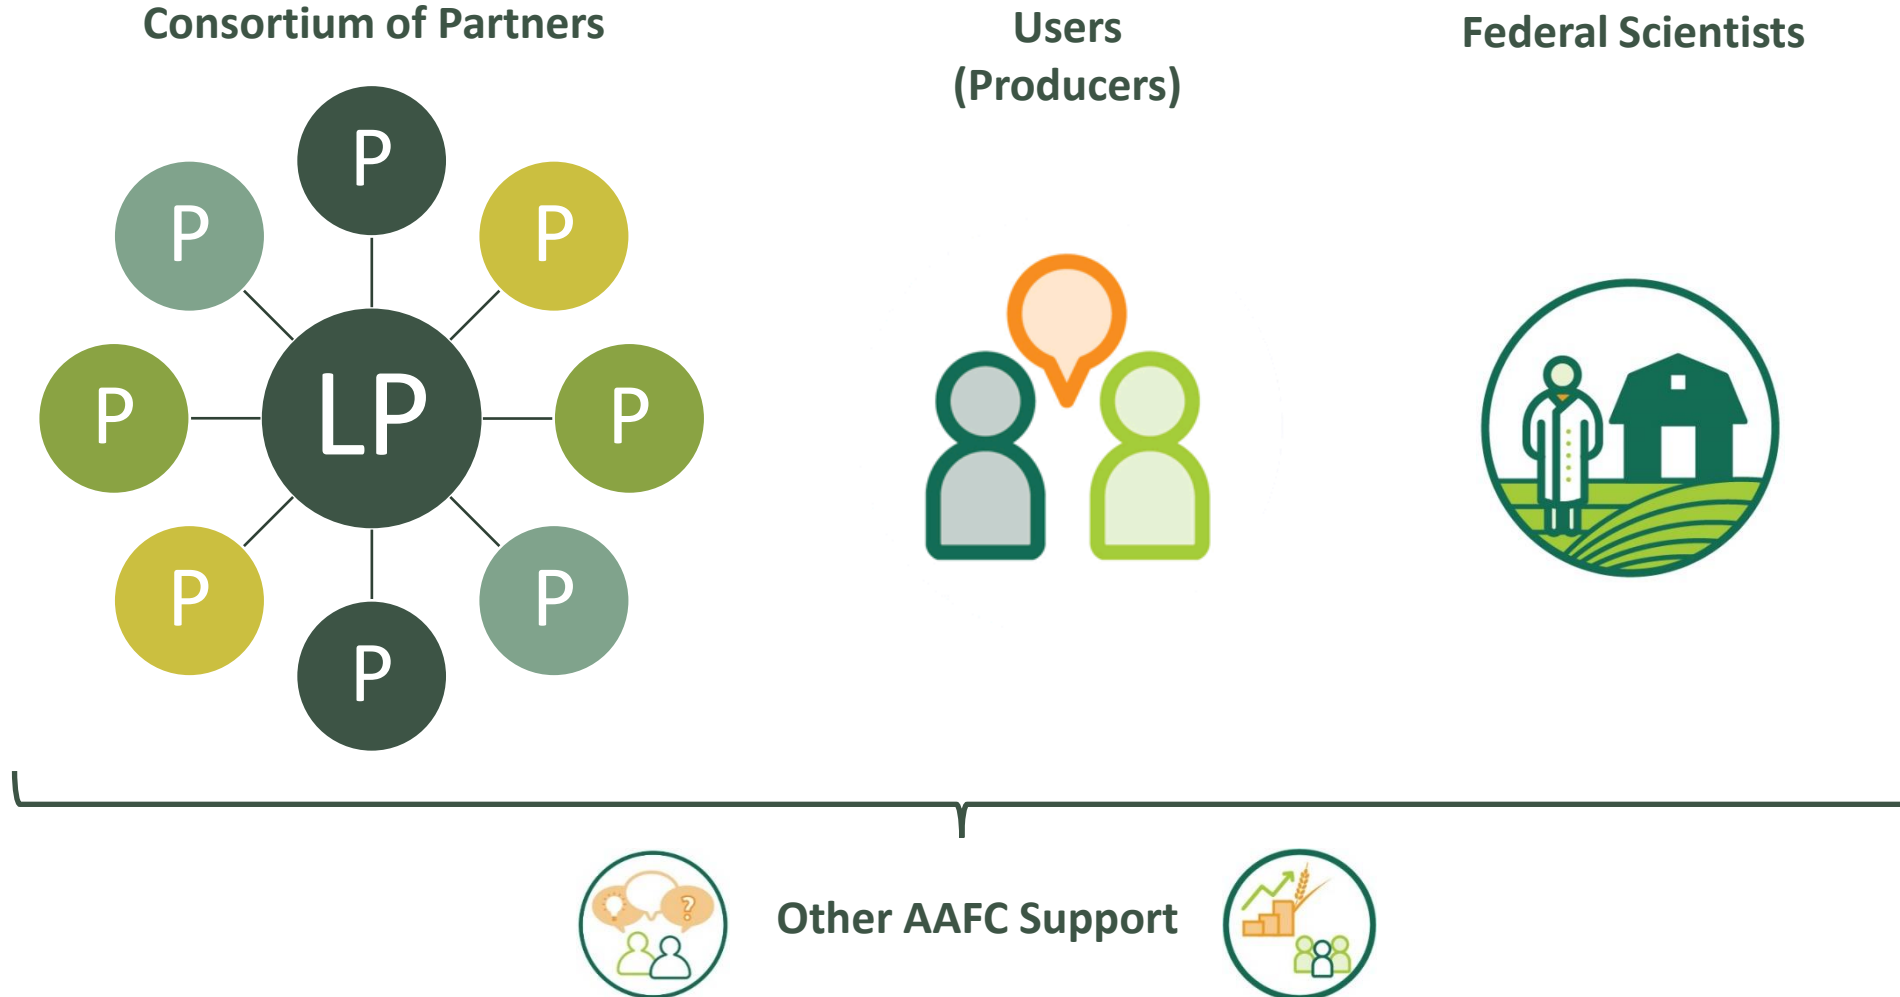 Consortium of Partners
Users
(Producers)
Federal Scientists
P
P
P
P
LP
P
P
P
P
?
Other AAFC Support